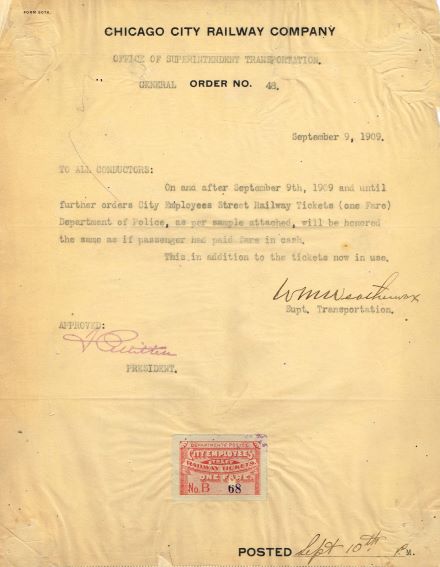 CHICAGO CITY RAILWAY COMPANY
OFFICE OF SUPERINTENDENT TRANSPORTATION.
GENERAL ORDER NO. 48.
September 9, 1909.
TO ALL CONDUCTORS:
On and after September 9th, 1909 and until
further orders City Employees Street Railway Tickets (one Fare)
Department of Police, as per sample attached, will be honored
the same as if passenger had paid fare in cash.
This in addition to the tickets now in use.
Supt. Transportation.
APPROVED:
PRESIDENT.
DEPARTMENT POLICE
CITY EMPLOYEES
STREET
RAILWAY TICKETS.
ONE FARE
No. B 68
POSTED Sept 10th P.M.